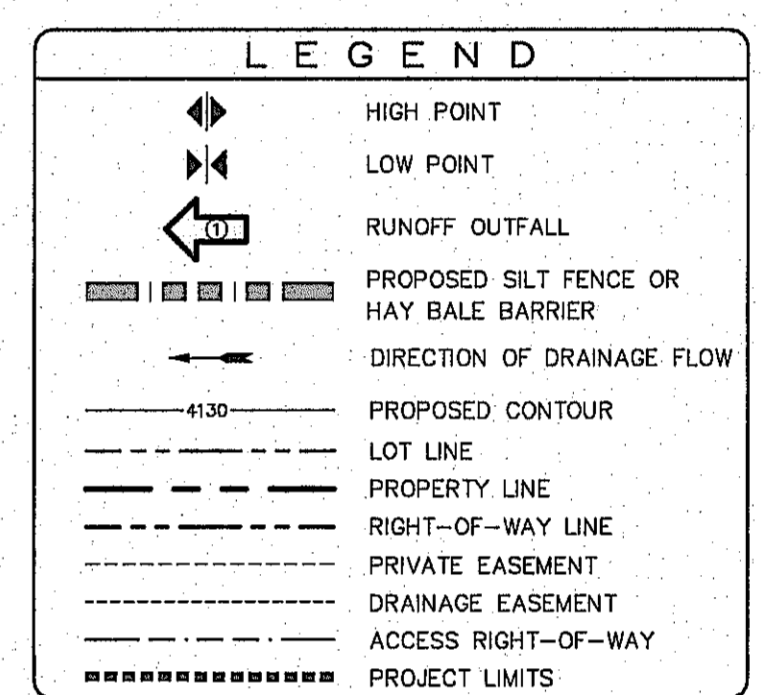 LEGEND
HIGH POINT
LOW POINT
① RUNOFF OUTFALL
PROPOSED SILT FENCE OR
HAY BALE BARRIER
DIRECTION OF DRAINAGE FLOW
4130 PROPOSED CONTOUR
LOT LINE
PROPERTY LINE
RIGHT-OF-WAY LINE
PRIVATE EASEMENT
DRAINAGE EASEMENT
ACCESS RIGHT-OF-WAY
PROJECT LIMITS